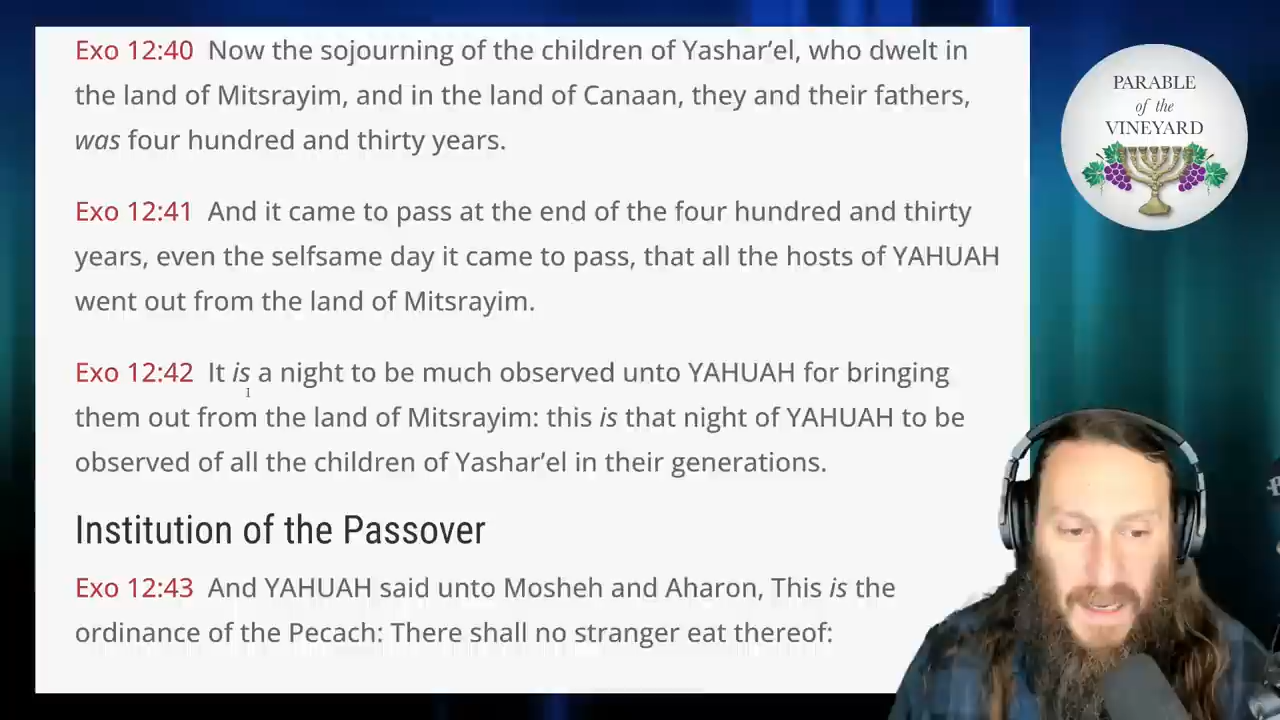 Exo 12:40 Now the sojourning of the children of Yashar’el, who dwelt in
the land of Mitsrayim, and in the land of Canaan, they and their fathers,
was four hundred and thirty years.
Exo 12:41 And it came to pass at the end of the four hundred and thirty
years, even the selfsame day it came to pass, that all the hosts of YAHUAH
went out from the land of Mitsrayim.
Exo 12:42 It is a night to be much observed unto YAHUAH for bringing
them out from the land of Mitsrayim: this is that night of YAHUAH to be
observed of all the children of Yashar’el in their generations.
Institution of the Passover
Exo 12:43 And YAHUAH said unto Mosheh and Aharon, This is the
ordinance of the Pecach: There shall no stranger eat thereof:
PARABLE
of the
VINEYARD